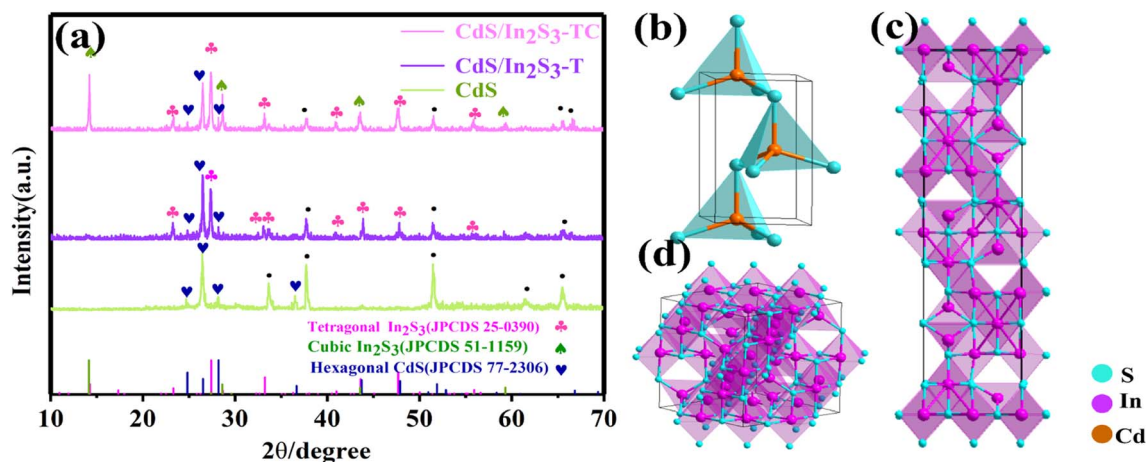 (a)
CdS/In₂S₃-TC
CdS/In₂S₃-T
CdS
Intensity(a.u.)
Tetragonal In₂S₃(JPCDS 25-0390)
Cubic In₂S₃(JPCDS 51-1159)
Hexagonal CdS(JPCDS 77-2306)
10 20 30 40 50 60 70
2θ/degree
(b)
(c)
(d)
S
In
Cd